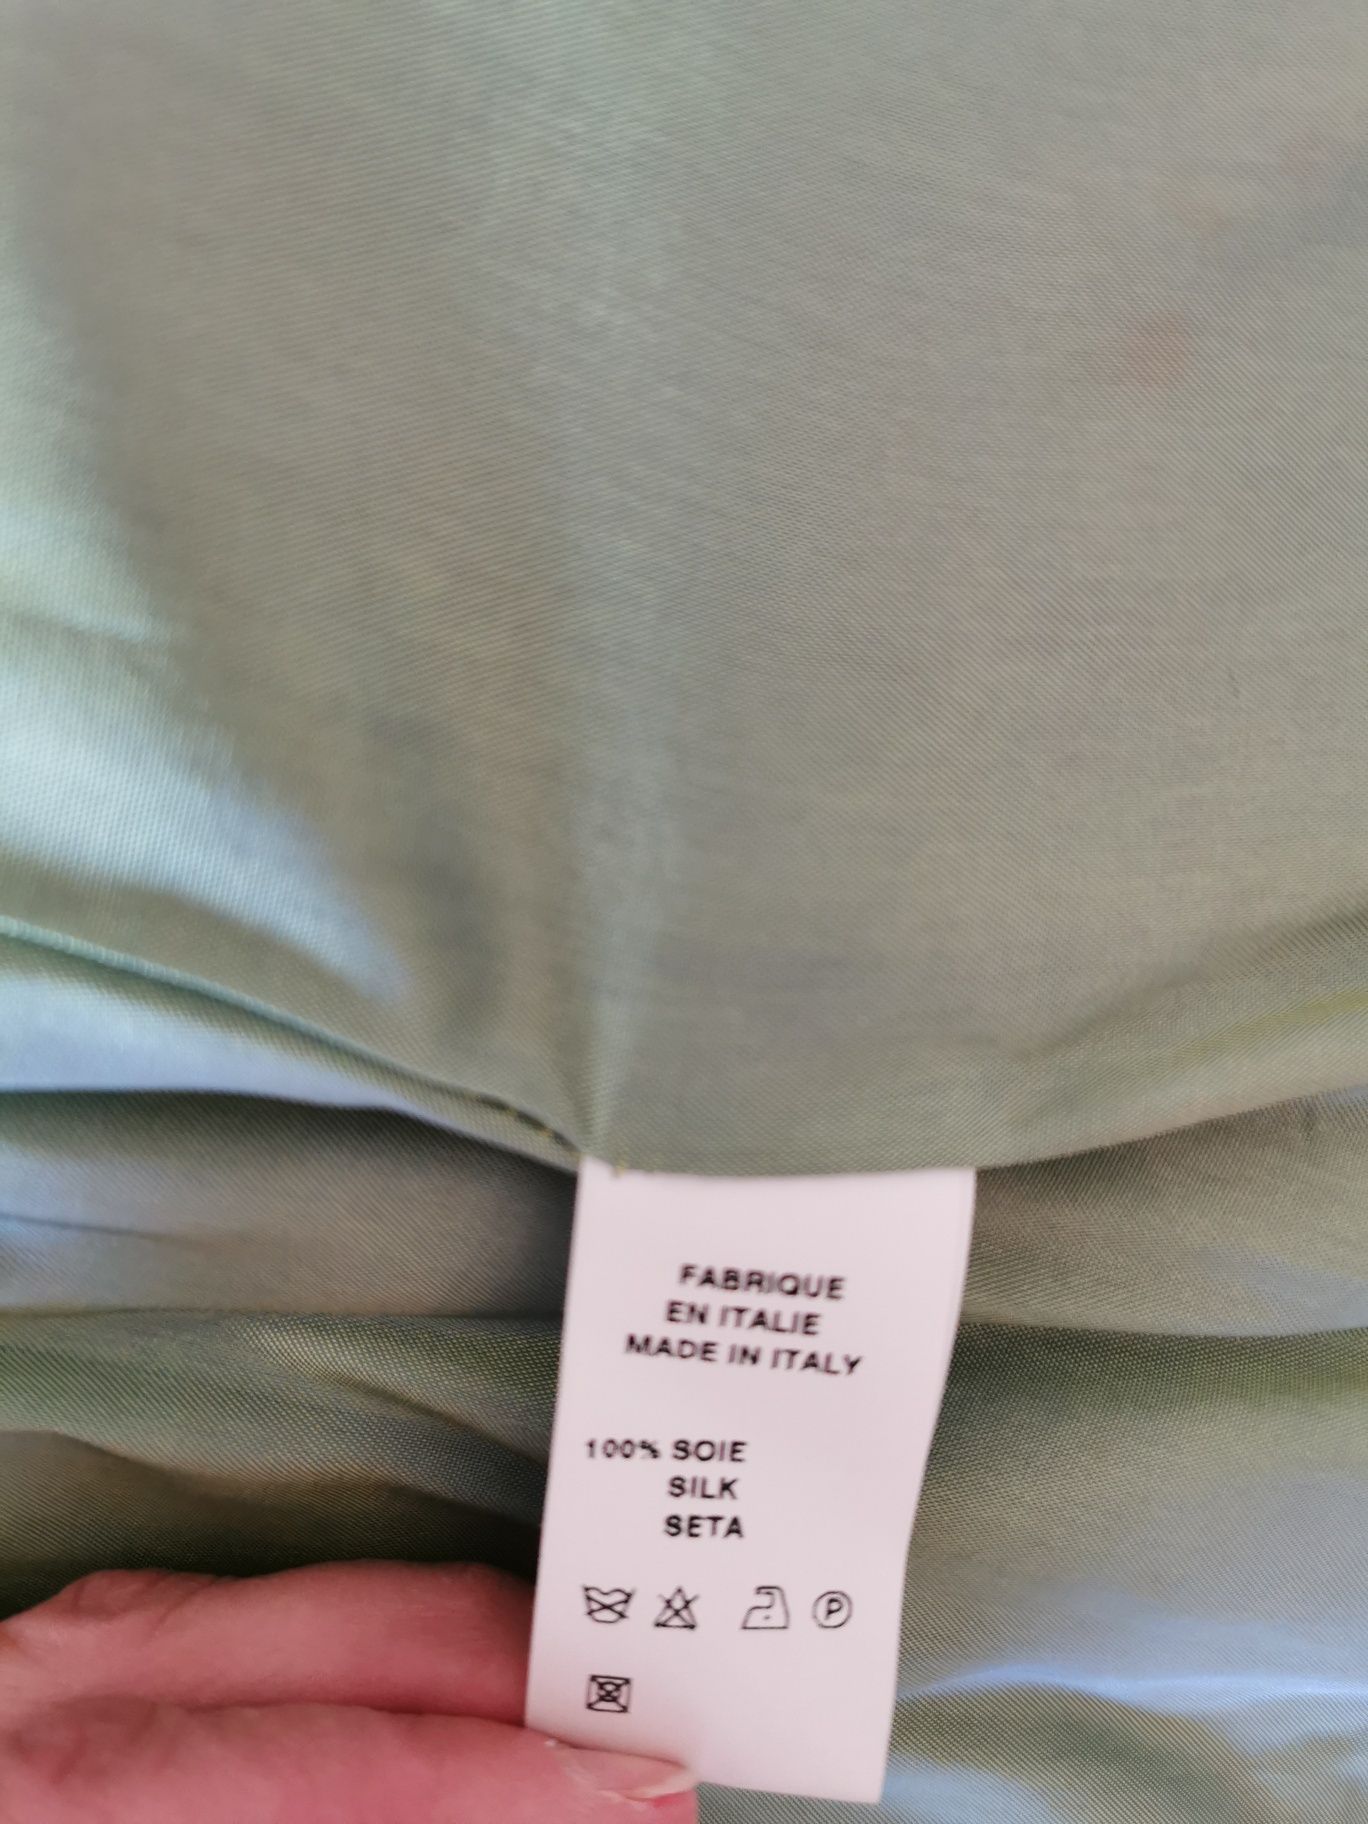 FABRIQUE
EN ITALIE
MADE IN ITALY
100% SOIE
SILK
SETA
P